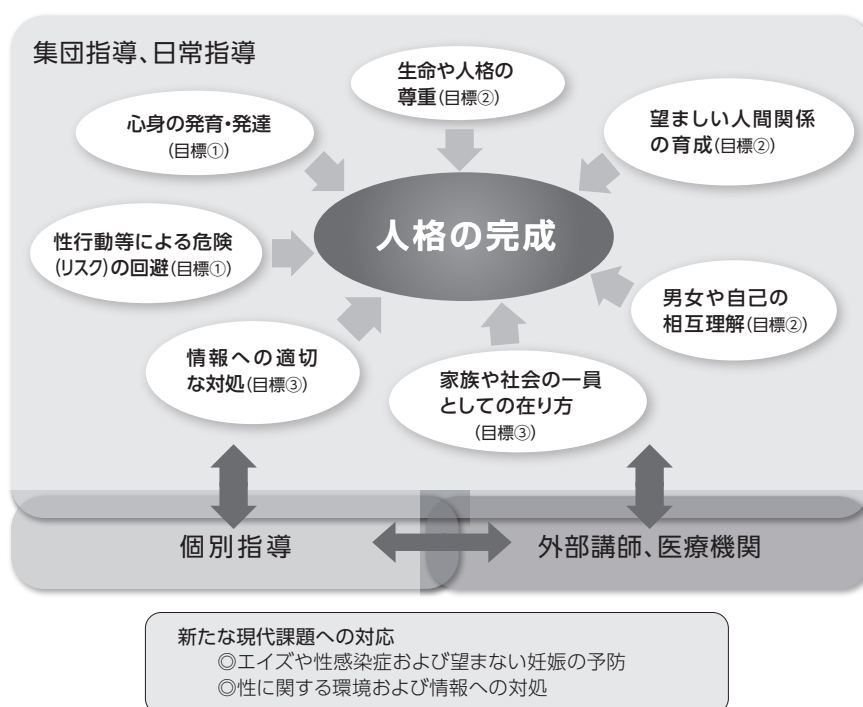 集団指導、日常指導
生命や人格の
尊重(目標②)
心身の発育・発達
(目標①)
望ましい人間関係
の育成(目標②)
人格の完成
性行動等による危険
(リスク)の回避(目標①)
男女や自己の
相互理解(目標②)
情報への適切
な対処(目標③)
家族や社会の一員
としての在り方
(目標③)
個別指導
外部講師、医療機関
新たな現代課題への対応
◎エイズや性感染症および望まない妊娠の予防
◎性に関する環境および情報への対処